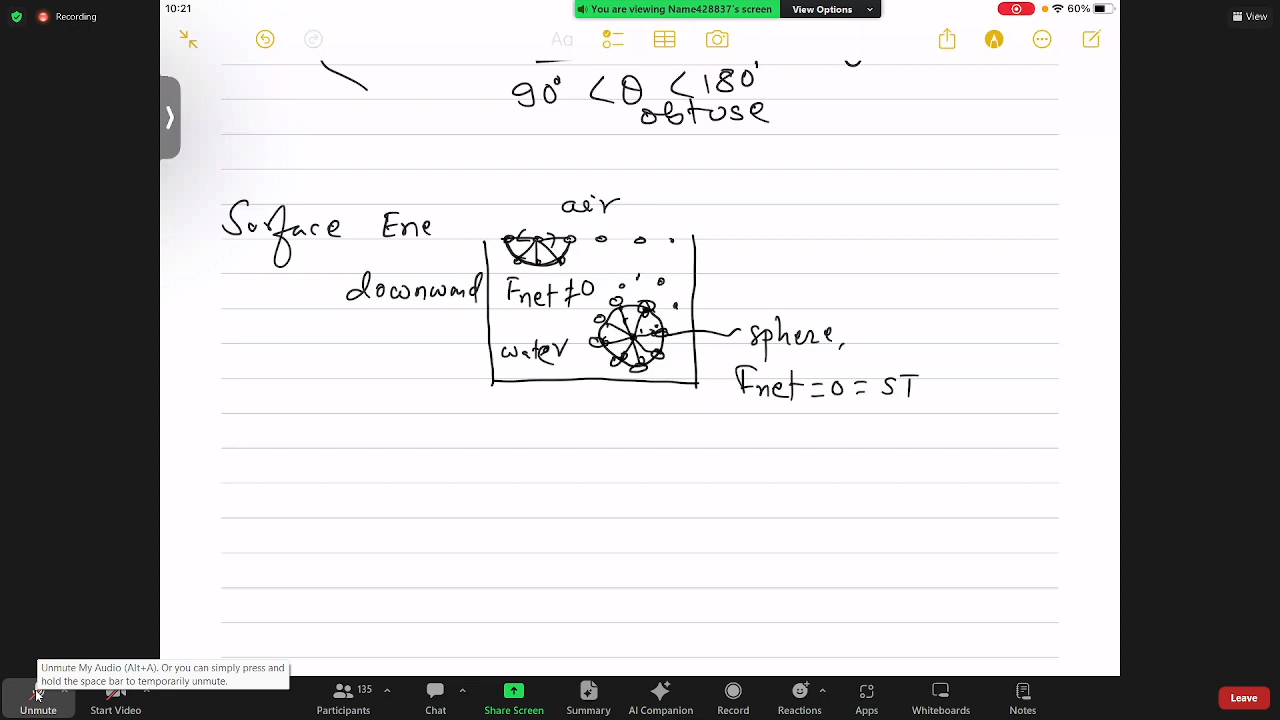 10:21
You are viewing Name428837's screen
View Options
60%
Recording
View
Aa
90° < θ < 180°
obtuse
Surface Ene
air
downward
Fnet ≠ 0
water
sphere,
Fnet = 0 = ST
Unmute My Audio (Alt+A). Or you can simply press and
hold the space bar to temporarily unmute.
135
Unmute
Start Video
Participants
Chat
Share Screen
Summary
AI Companion
Record
Reactions
Apps
Whiteboards
Notes
Leave